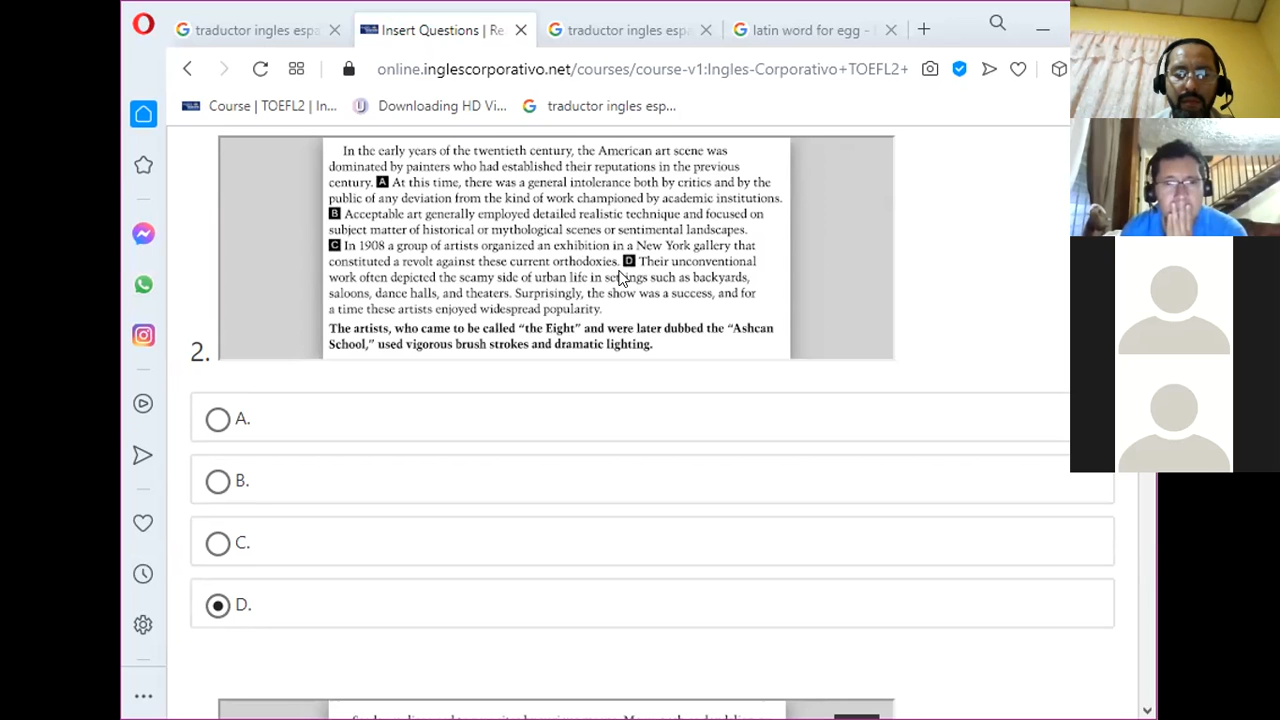 traductor ingles espa
Insert Questions | Re
traductor ingles espa
latin word for egg -
online.inglescorporativo.net/courses/course-v1:Ingles-Corporativo+TOEFL2+
Course | TOEFL2 | In...
Downloading HD Vi...
traductor ingles esp...
In the early years of the twentieth century, the American art scene was
dominated by painters who had established their reputations in the previous
century. A At this time, there was a general intolerance both by critics and by the
public of any deviation from the kind of work championed by academic institutions.
B Acceptable art generally employed detailed realistic technique and focused on
subject matter of historical or mythological scenes or sentimental landscapes.
C In 1908 a group of artists organized an exhibition in a New York gallery that
constituted a revolt against these current orthodoxies. D Their unconventional
work often depicted the seamy side of urban life in settings such as backyards,
saloons, dance halls, and theaters. Surprisingly, the show was a success, and for
a time these artists enjoyed widespread popularity.
The artists, who came to be called "the Eight" and were later dubbed the "Ashcan
School," used vigorous brush strokes and dramatic lighting.
2.
A.
B.
C.
D.